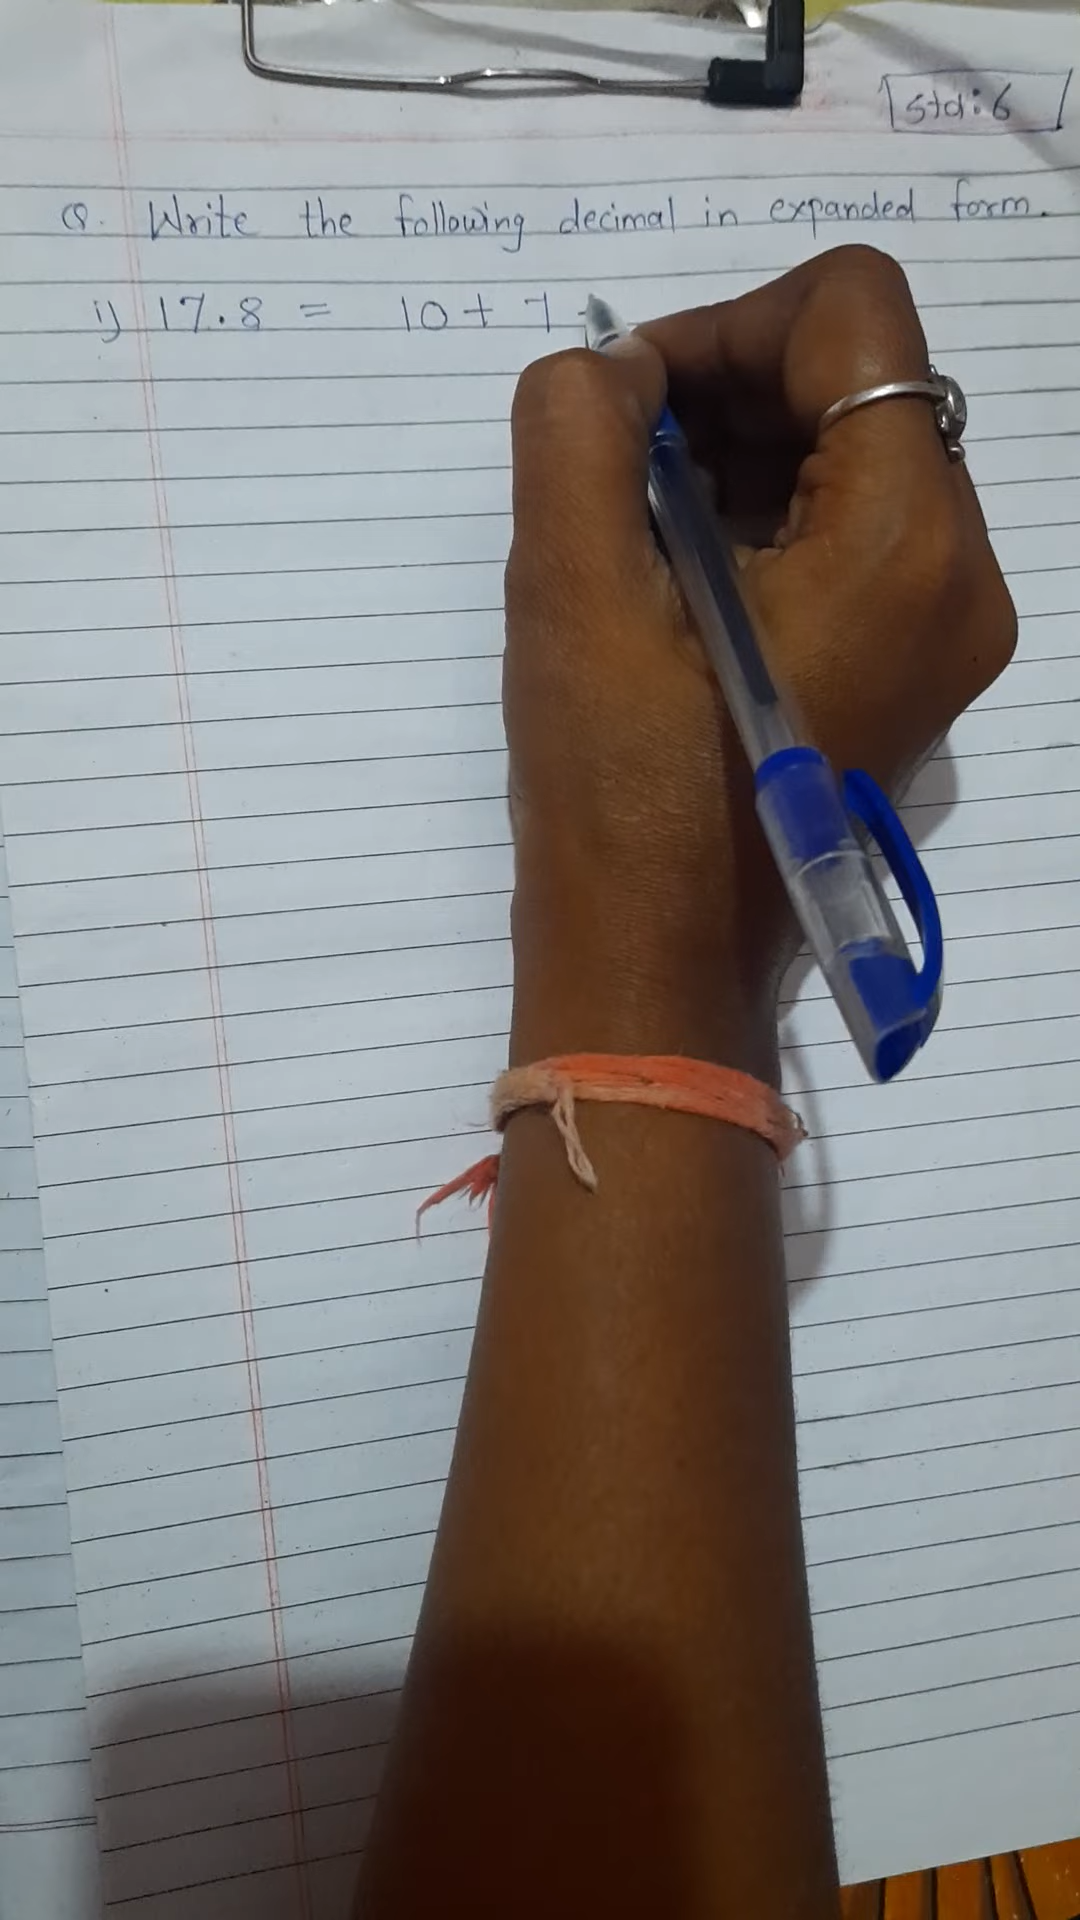 Std: 6
Q. Write the following decimal in expanded form.
i) 17.8 = 10 + 7